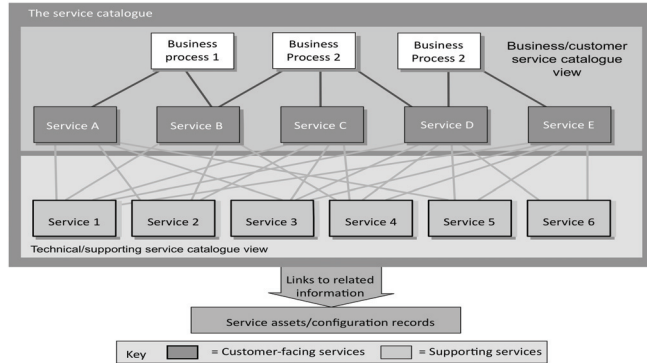 The service catalogue
Business
process 1
Business
Process 2
Business
Process 2
Business/customer
service catalogue
view
Service A
Service B
Service C
Service D
Service E
Service 1
Service 2
Service 3
Service 4
Service 5
Service 6
Technical/supporting service catalogue view
Links to related
information
Service assets/configuration records
Key
= Customer-facing services
= Supporting services